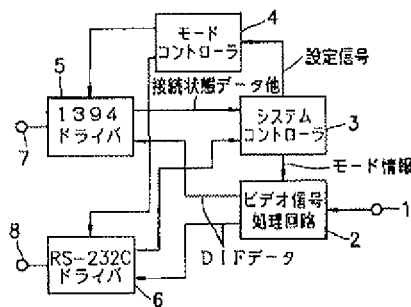 4
モード
コントローラ
設定信号
5
接続状態データ他
1394
ドライバ
システム
コントローラ
3
7
モード情報
ビデオ信号
処理回路
1
2
8
RS-232C
ドライバ
DIFデータ
6